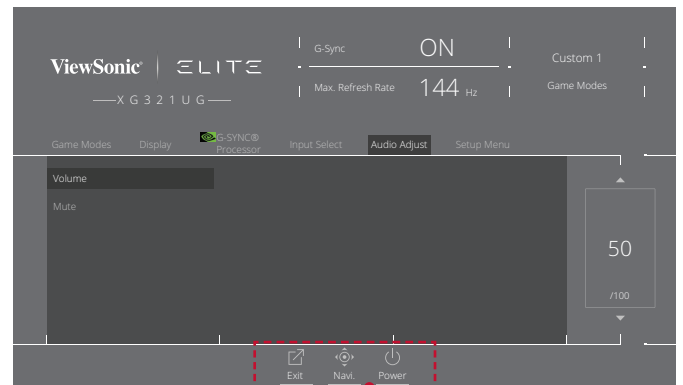 G-Sync
ON
Custom 1
ViewSonic® ELITE
XG321UG
Max. Refresh Rate
144 Hz
Game Modes
Game Modes
Display
G-SYNC®
Processor
Input Select
Audio Adjust
Setup Menu
Volume
Mute
50
/100
Exit
Navi.
Power